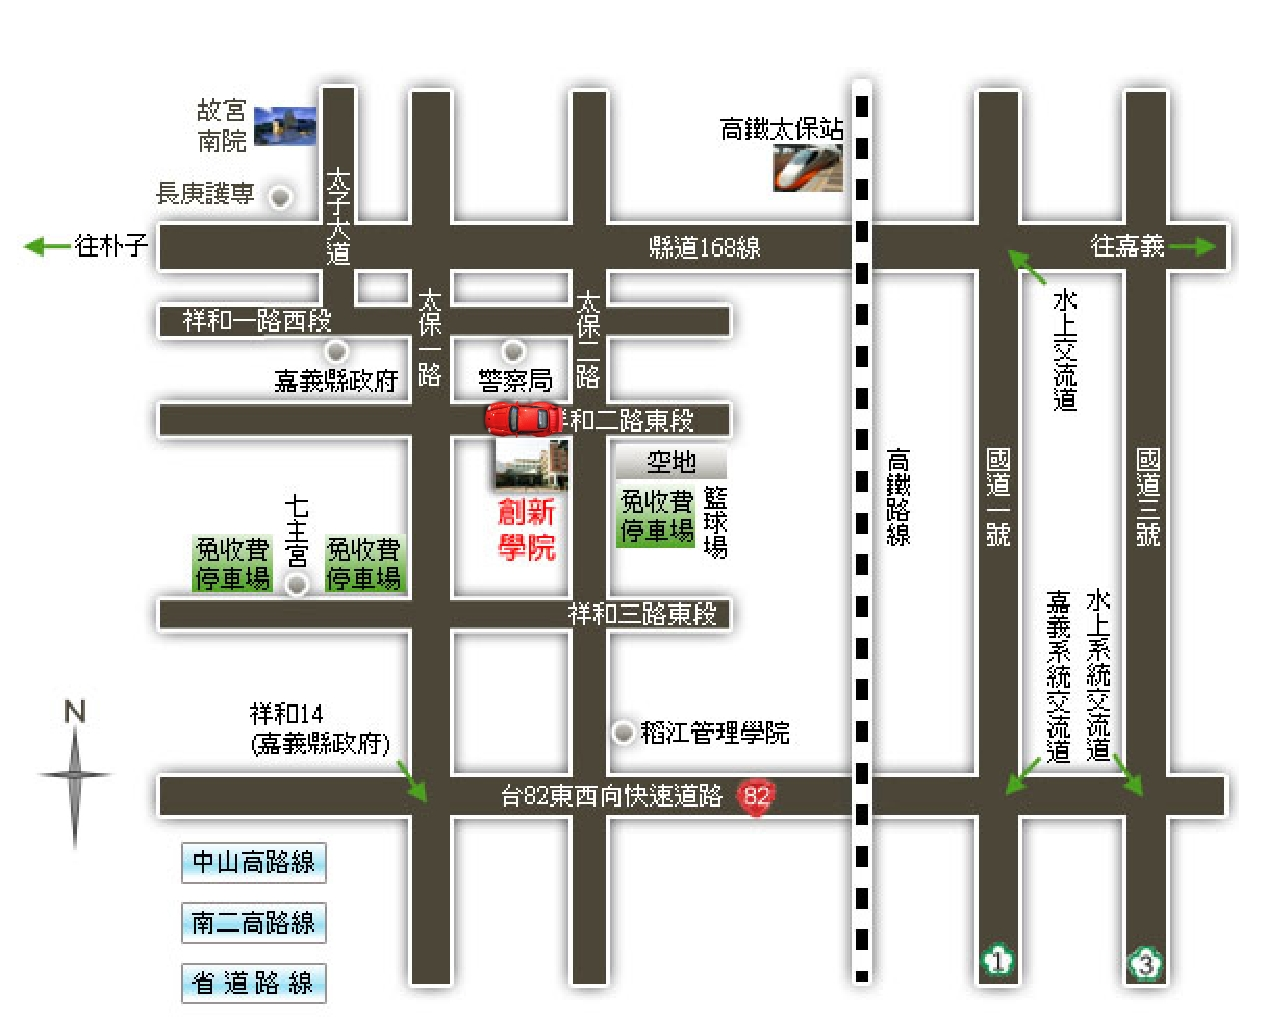 故宮
南院
高鐵太保站
長庚護專
太子大道
往朴子
縣道168線
往嘉義
水上交流道
祥和一路西段
太保一路
太保二路
嘉義縣政府
警察局
祥和二路東段
空地
免收費
停車場
籃球場
創新
學院
高鐵路線
國道一號
國道三號
七主宮
免收費
停車場
免收費
停車場
祥和三路東段
嘉義系統交流道
水上系統交流道
N
祥和14
(嘉義縣政府)
稻江管理學院
台82東西向快速道路
82
中山高路線
南二高路線
省道路線
1
3